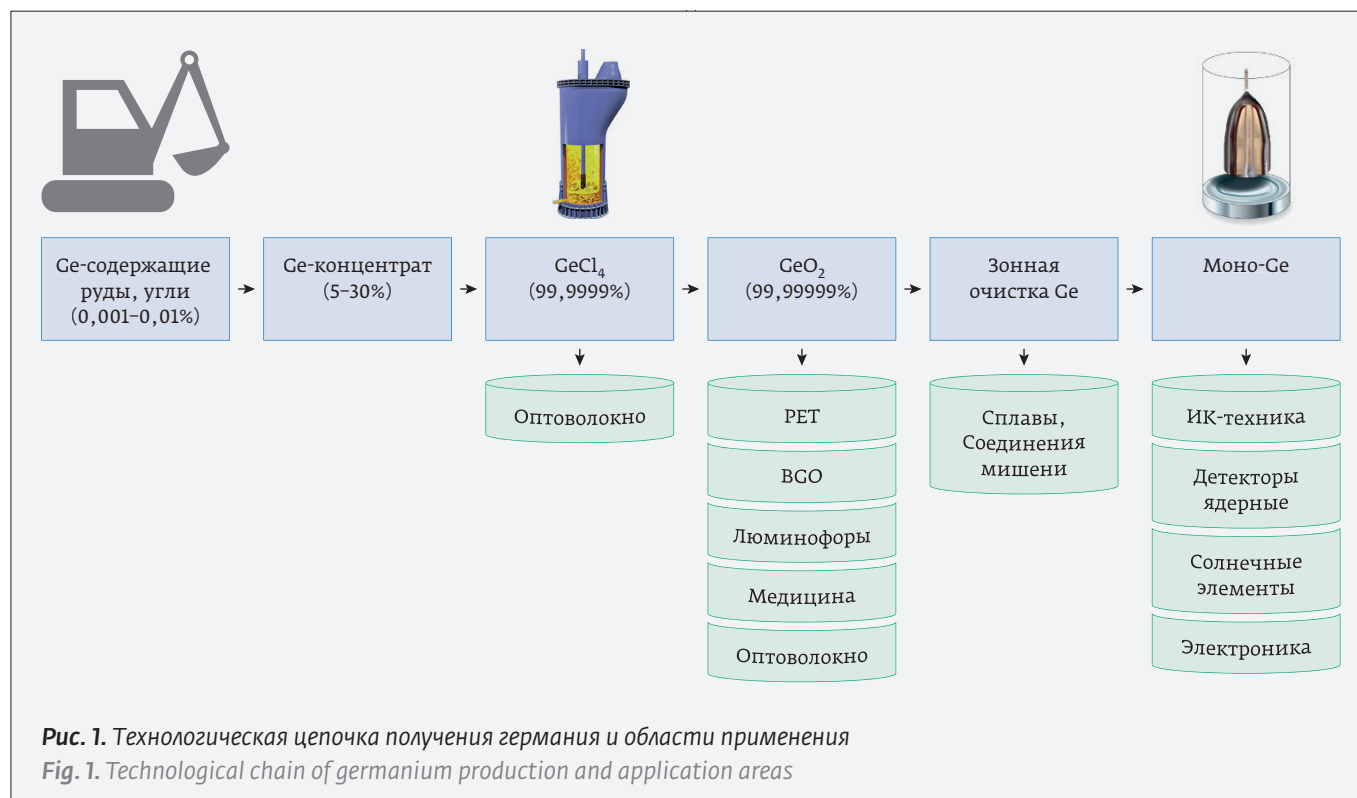 Ge-содержащие
руды, угли
(0,001–0,01%)
Ge-концентрат
(5–30%)
GeCl₄
(99,9999%)
GeO₂
(99,99999%)
Зонная
очистка Ge
Моно-Ge
Оптоволокно
PET
BGO
Люминофоры
Медицина
Оптоволокно
Сплавы,
Соединения
мишени
ИК-техника
Детекторы
ядерные
Солнечные
элементы
Электроника
Рис. 1. Технологическая цепочка получения германия и области применения
Fig. 1. Technological chain of germanium production and application areas